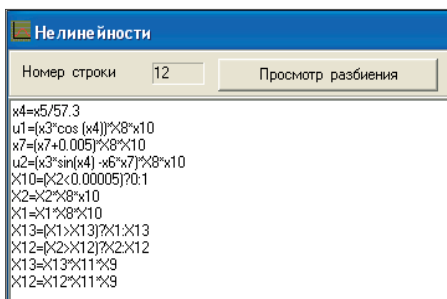 Нелинейности
Номер строки 12 Просмотр разбиения
x4=x5/57.3
u1=(x3*cos (x4))*X8*x10
x7=(x7+0.005)*X8*X10
u2=(x3*sin(x4) -x6*x7)*X8*x10
X10=(X2<0.00005)?0:1
X2=X2*X8*x10
X1=X1*X8*X10
X13=(X1>X13)?X1:X13
X12=(X2>X12)?X2:X12
X13=X13*X11*X9
X12=X12*X11*X9